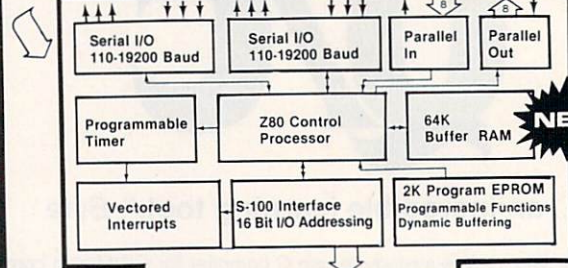 8
8
Serial I/O
110-19200 Baud
Serial I/O
110-19200 Baud
Parallel
In
Parallel
Out
Programmable
Timer
Z80 Control
Processor
64K
Buffer RAM
Vectored
Interrupts
S-100 Interface
16 Bit I/O Addressing
2K Program EPROM
Programmable Functions
Dynamic Buffering